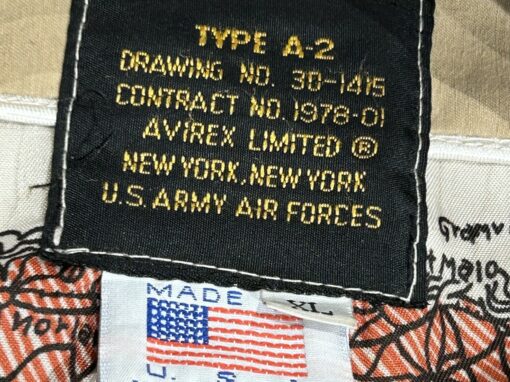 TYPE A-2
DRAWING NO. 30-1415
CONTRACT NO. 1978-01
AVIREX LIMITED ®
NEW YORK, NEW YORK
U.S. ARMY AIR FORCES
MADE
XL
U. S.